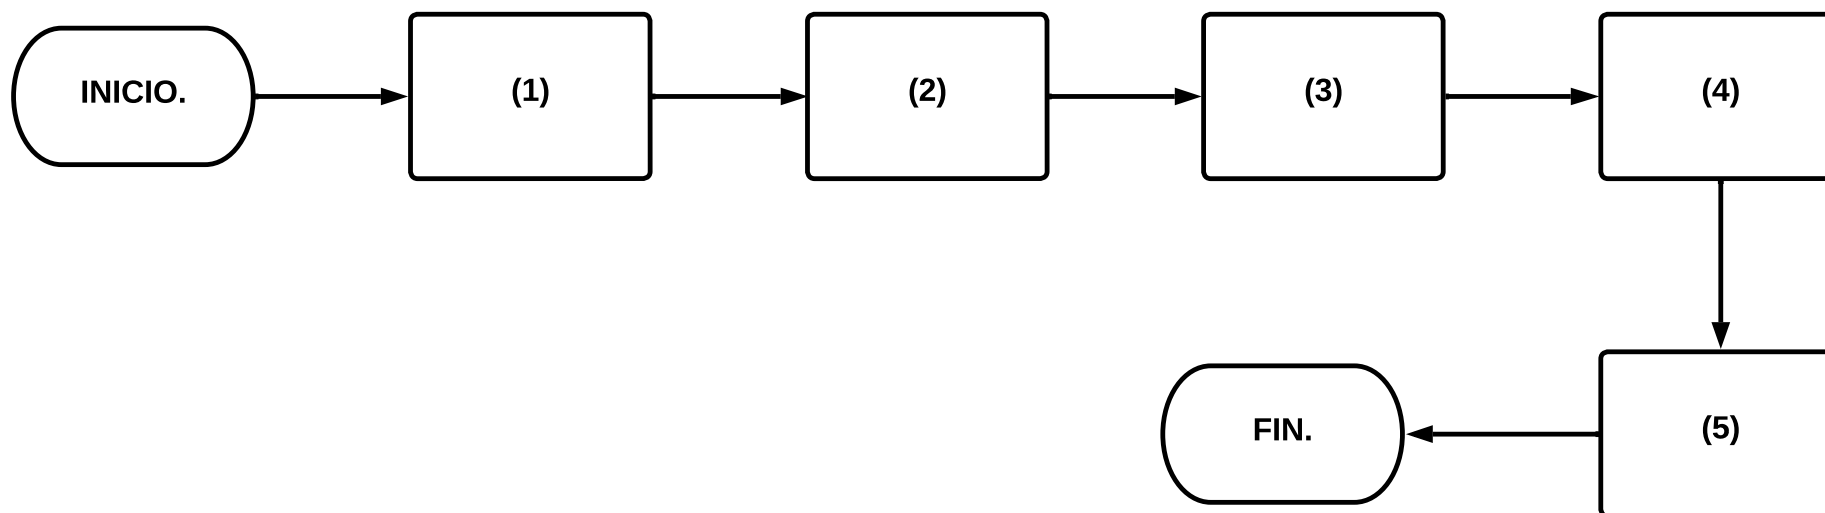 INICIO.
(1)
(2)
(3)
(4)
(5)
FIN.